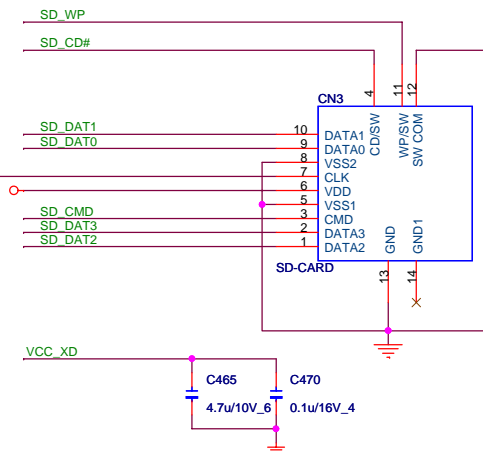 SD_WP
SD_CD#
4
11
12
CN3
CD/SW
WP/SW
SW COM
SD_DAT1 10 DATA1
SD_DAT0 9 DATA0
8 VSS2
7 CLK
6 VDD
5 VSS1
SD_CMD 3 CMD
SD_DAT3 2 DATA3
SD_DAT2 1 DATA2
GND
GND1
SD-CARD
13
14
VCC_XD
C465 C470
4.7u/10V_6 0.1u/16V_4